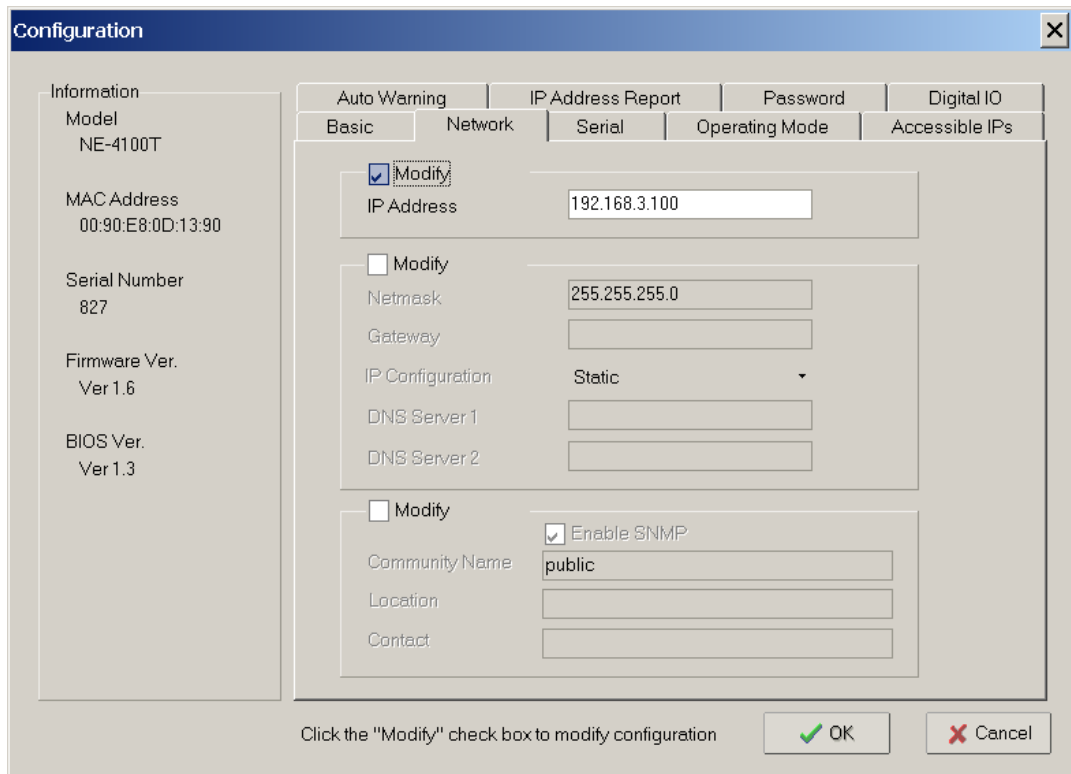 Configuration
Information
Model
NE-4100T
MAC Address
00:90:E8:0D:13:90
Serial Number
827
Firmware Ver.
Ver 1.6
BIOS Ver.
Ver 1.3
Auto Warning IP Address Report Password Digital IO
Basic Network Serial Operating Mode Accessible IPs
Modify
IP Address 192.168.3.100
Modify
Netmask 255.255.255.0
Gateway
IP Configuration Static
DNS Server 1
DNS Server 2
Modify
Enable SNMP
Community Name public
Location
Contact
Click the "Modify" check box to modify configuration OK Cancel